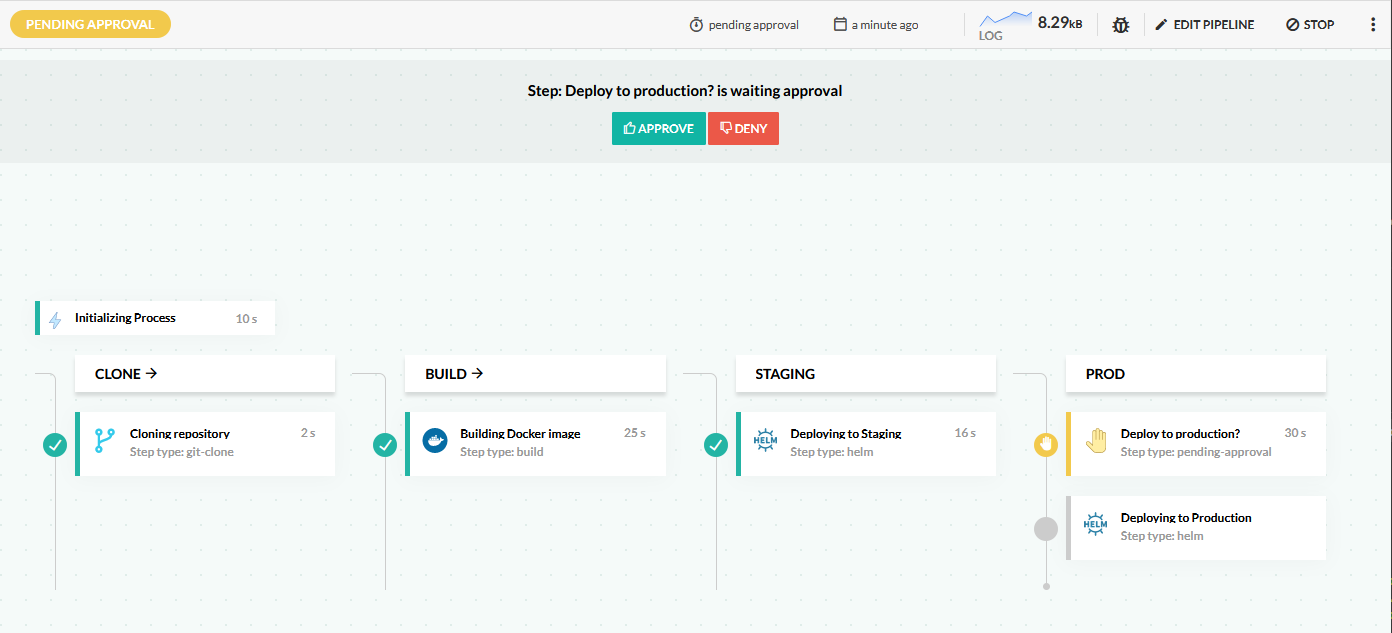 PENDING APPROVAL
pending approval
a minute ago
LOG
8.29kB
EDIT PIPELINE
STOP
Step: Deploy to production? is waiting approval
APPROVE
DENY
Initializing Process
10 s
CLONE →
BUILD →
STAGING
PROD
Cloning repository
2 s
Step type: git-clone
Building Docker image
25 s
Step type: build
HELM
Deploying to Staging
16 s
Step type: helm
Deploy to production?
30 s
Step type: pending-approval
HELM
Deploying to Production
Step type: helm